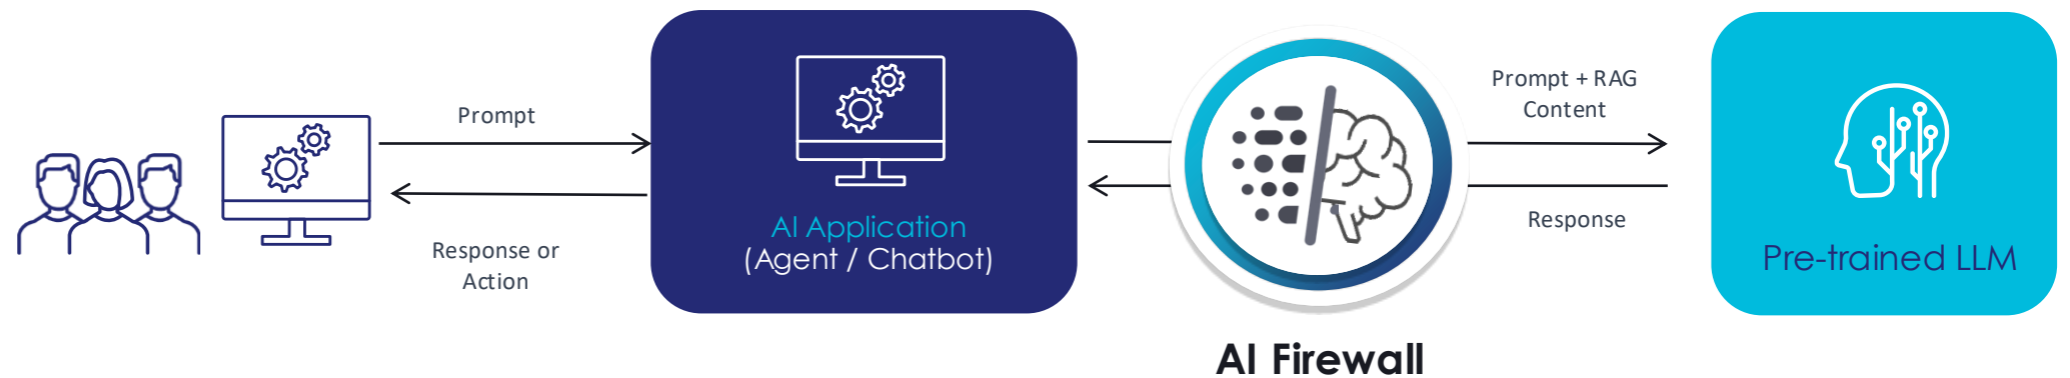 Prompt
Response or
Action
AI Application
(Agent / Chatbot)
AI Firewall
Prompt + RAG
Content
Response
Pre-trained LLM